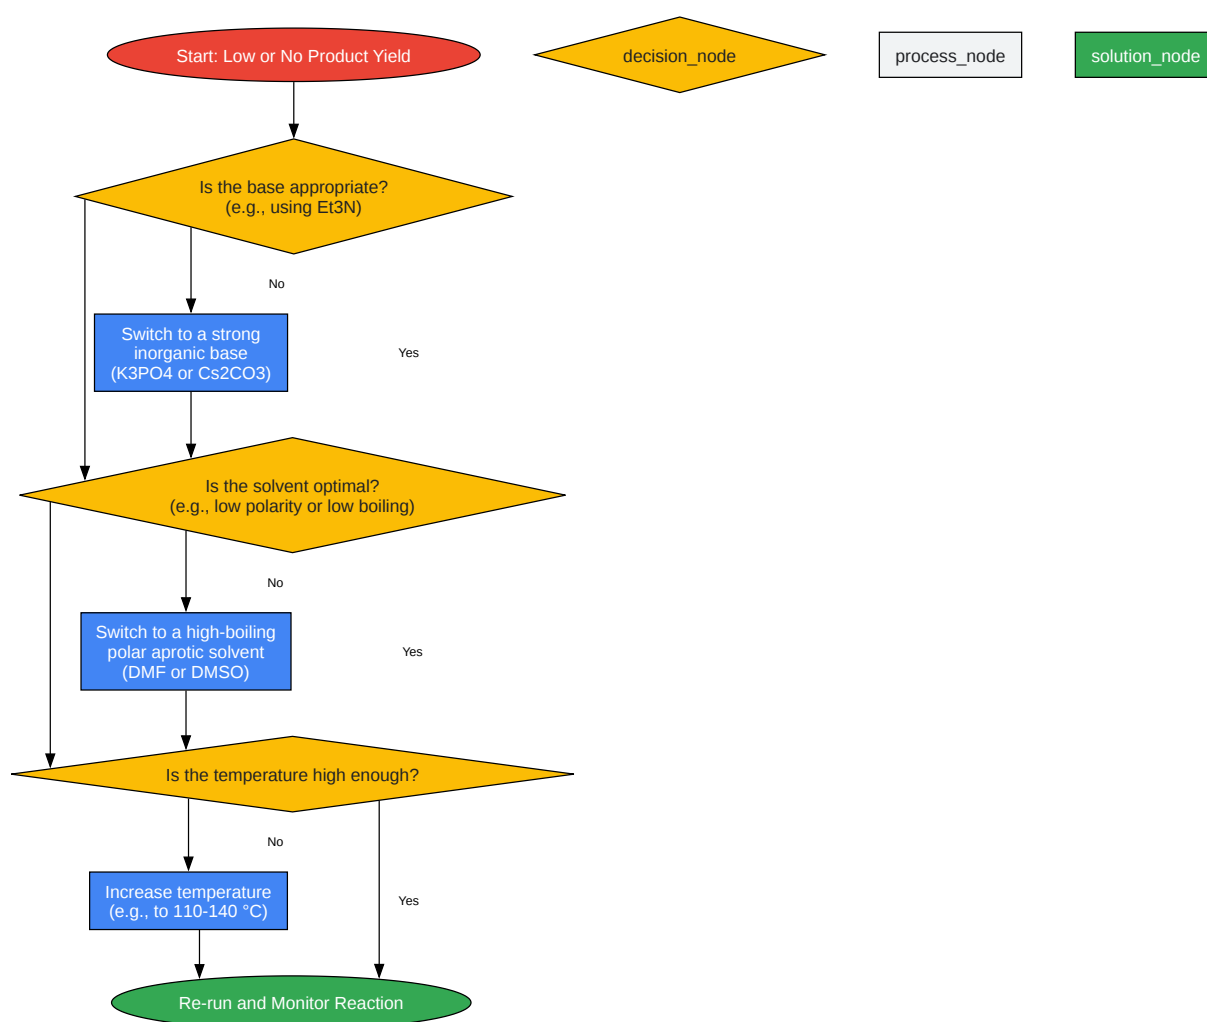 Start: Low or No Product Yield
decision_node
process_node
solution_node
Is the base appropriate?
(e.g., using Et3N)
No
Switch to a strong
inorganic base
(K3PO4 or Cs2CO3)
Yes
Is the solvent optimal?
(e.g., low polarity or low boiling)
No
Switch to a high-boiling
polar aprotic solvent
(DMF or DMSO)
Yes
Is the temperature high enough?
No
Increase temperature
(e.g., to 110-140 °C)
Yes
Re-run and Monitor Reaction